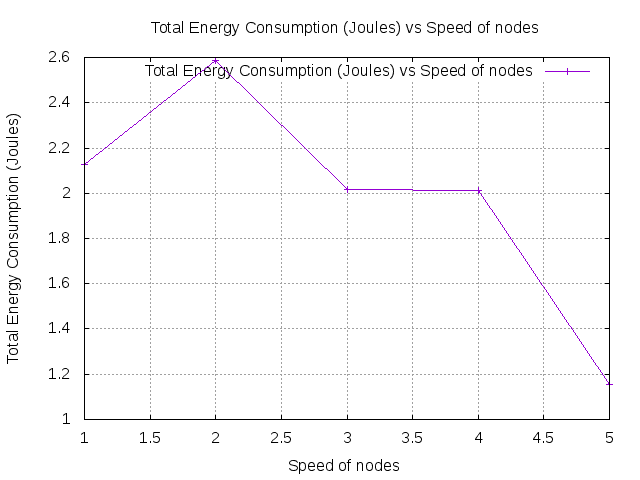 Total Energy Consumption (Joules) vs Speed of nodes
Total Energy Consumption (Joules) vs Speed of nodes
Total Energy Consumption (Joules)
2.6
2.4
2.2
2
1.8
1.6
1.4
1.2
1
1 1.5 2 2.5 3 3.5 4 4.5 5
Speed of nodes